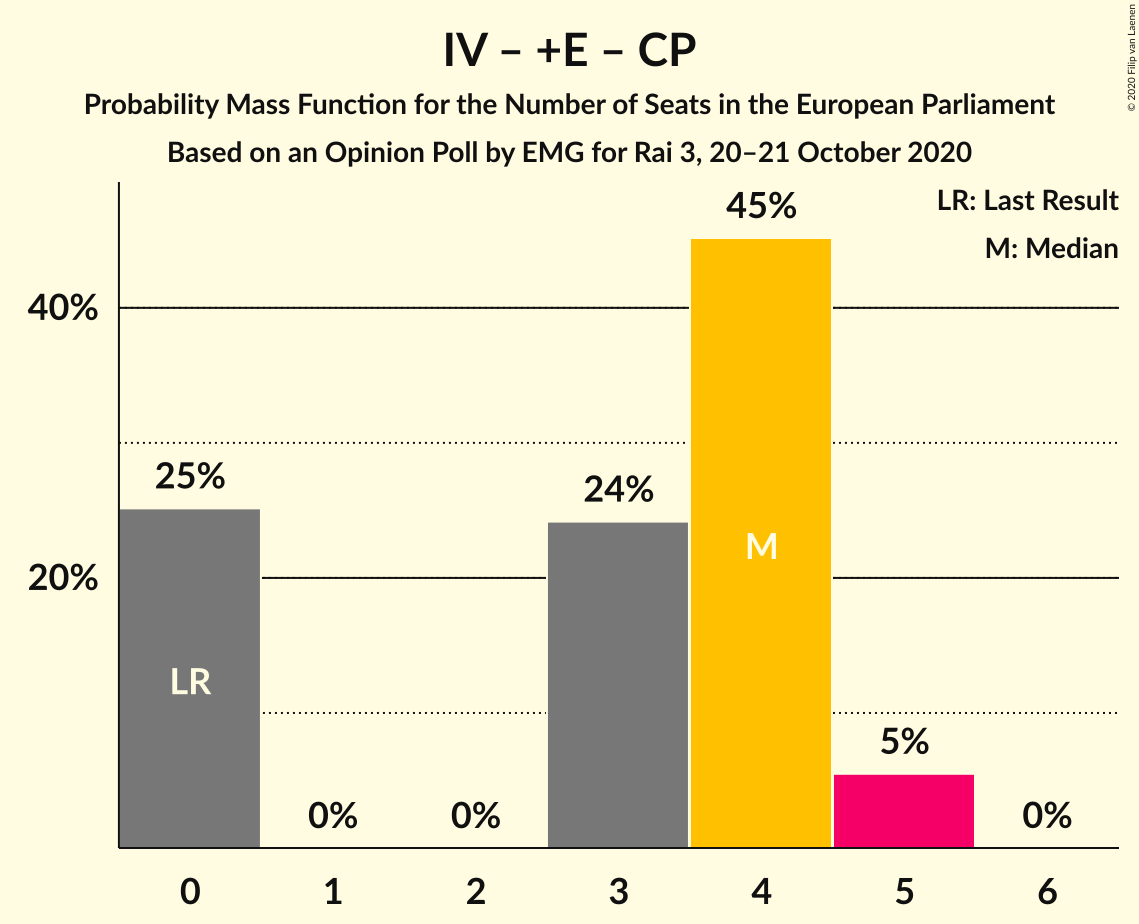 IV – +E – CP
Probability Mass Function for the Number of Seats in the European Parliament
Based on an Opinion Poll by EMG for Rai 3, 20–21 October 2020
© 2020 Filip van Laenen
LR: Last Result
M: Median
45%
40%
25%
24%
M
20%
LR
5%
0%
0%
0%
0
1
2
3
4
5
6